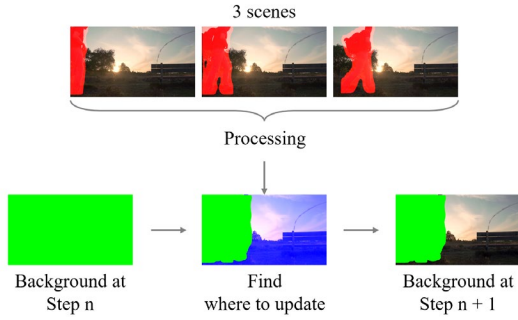 3 scenes
Processing
Background at
Step n
Find
where to update
Background at
Step n + 1